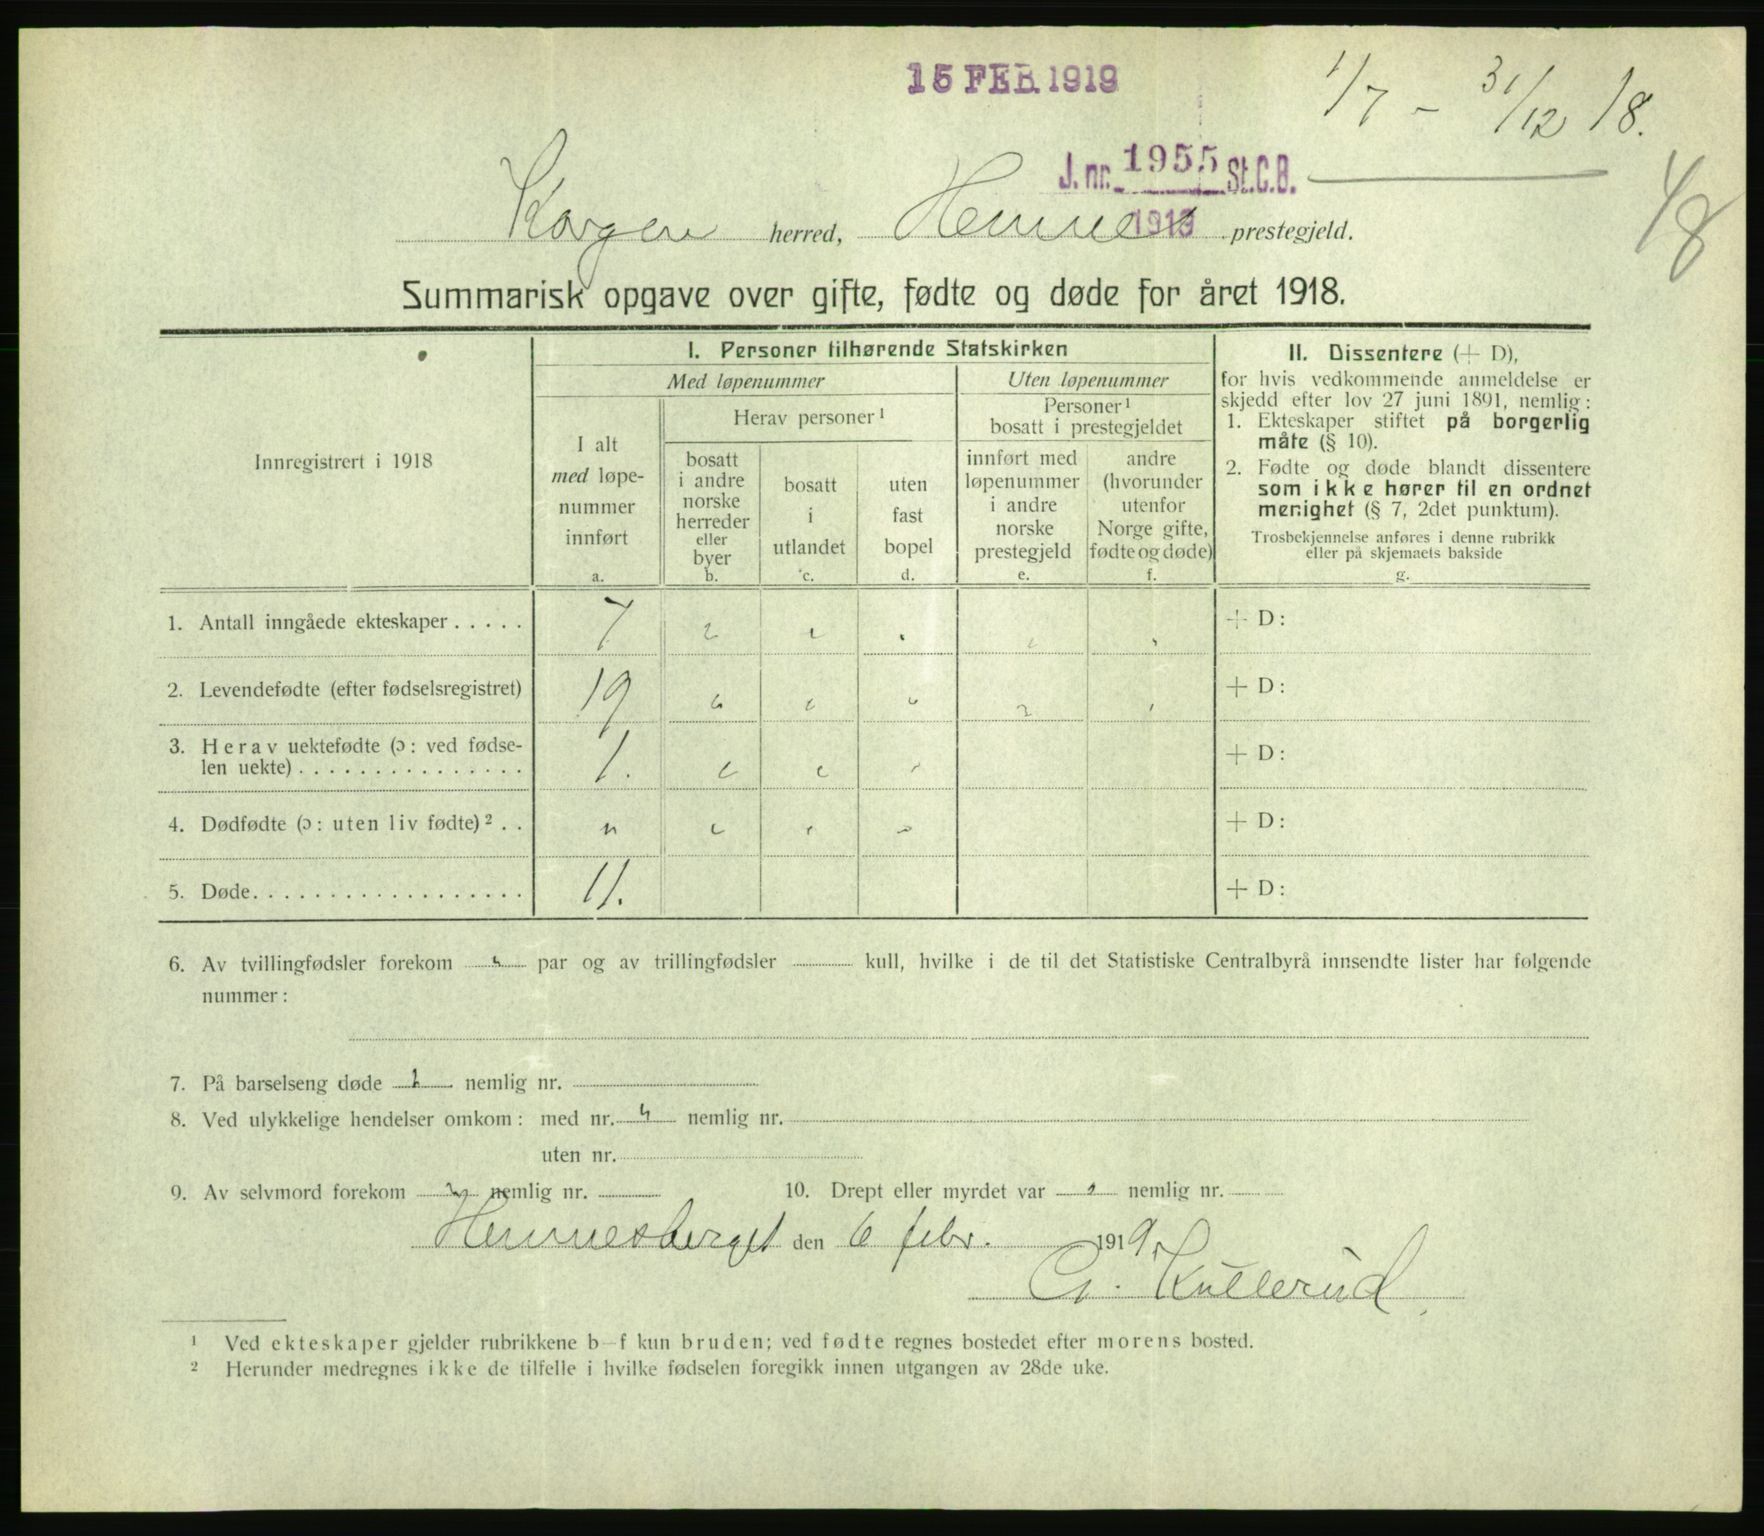 15 FEB. 1919
1/7 - 31/12 18.
J. nr. 1955 St.C.B.
1919
Korgen herred, Hemnes prestegjeld.
Summarisk opgave over gifte, fødte og døde for året 1918.
I. Personer tilhørende Statskirken
II. Dissentere (+ D),
for hvis vedkommende anmeldelse er
skjedd efter lov 27 juni 1891, nemlig:
1. Ekteskaper stiftet på borgerlig
måte (§ 10).
2. Fødte og døde blandt dissentere
som ikke hører til en ordnet
menighet (§ 7, 2det punktum).
Trosbekjennelse anføres i denne rubrikk
eller på skjemaets bakside
g.
Med løpenummer
Uten løpenummer
Innregistrert i 1918
I alt
med løpe-
nummer
innført
a.
Herav personer ¹
bosatt
i andre
norske
herreder
eller
byer
b.
bosatt
i
utlandet
c.
uten
fast
bopel
d.
Personer ¹
bosatt i prestegjeldet
innført med
løpenummer
i andre
norske
prestegjeld
e.
andre
(hvorunder
utenfor
Norge gifte,
fødte og døde)
f.
1. Antall inngåede ekteskaper . . . . . 7 + D:
2. Levendefødte (efter fødselsregistret) 19 + D:
3. Herav uektefødte (ɔ: ved fødse-
len uekte) . . . . . . . . . . . . . . . 1. + D:
4. Dødfødte (ɔ: uten liv fødte) ² . . " + D:
5. Døde. . . . . . . . . . . . . . . . . . 11. + D:
6. Av tvillingfødsler forekom par og av trillingfødsler kull, hvilke i de til det Statistiske Centralbyrå innsendte lister har følgende
nummer:
7. På barselseng døde nemlig nr.
8. Ved ulykkelige hendelser omkom: med nr. nemlig nr.
uten nr.
9. Av selvmord forekom nemlig nr. 10. Drept eller myrdet var nemlig nr.
Hemnesberget den 6 febr. 1919
G. Kullerud
¹ Ved ekteskaper gjelder rubrikkene b–f kun bruden; ved fødte regnes bostedet efter morens bosted.
² Herunder medregnes ikke de tilfelle i hvilke fødselen foregikk innen utgangen av 28de uke.